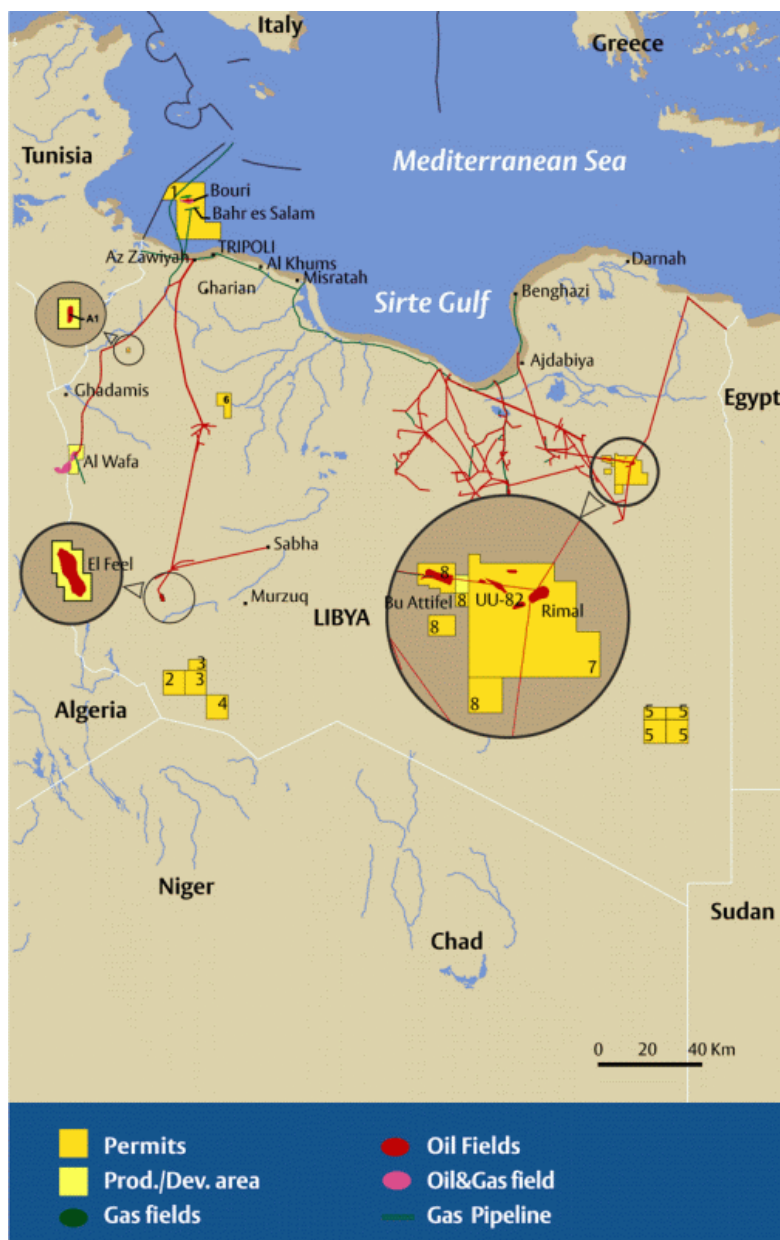 Italy
Greece
Tunisia
Mediterranean Sea
1
Bouri
Bahr es Salam
TRIPOLI
Az Zawiyah
Al Khums
Misratah
Darnah
Gharian
Sirte Gulf
Benghazi
A1
Ajdabiya
Ghadamis
6
Egypt
Al Wafa
El Feel
Sabha
8
Bu Attifel
8
UU-82
Rimal
Murzuq
LIBYA
8
7
3
2 3
8
4
Algeria
5 5
5 5
Niger
Sudan
Chad
0 20 40 Km
Permits
Oil Fields
Prod./Dev. area
Oil&Gas field
Gas fields
Gas Pipeline